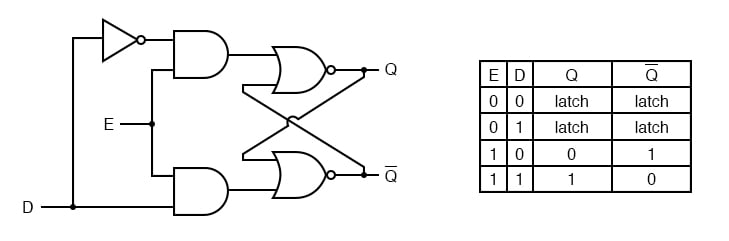 E
D
Q
Q̅
E D Q Q̅
0 0 latch latch
0 1 latch latch
1 0 0 1
1 1 1 0